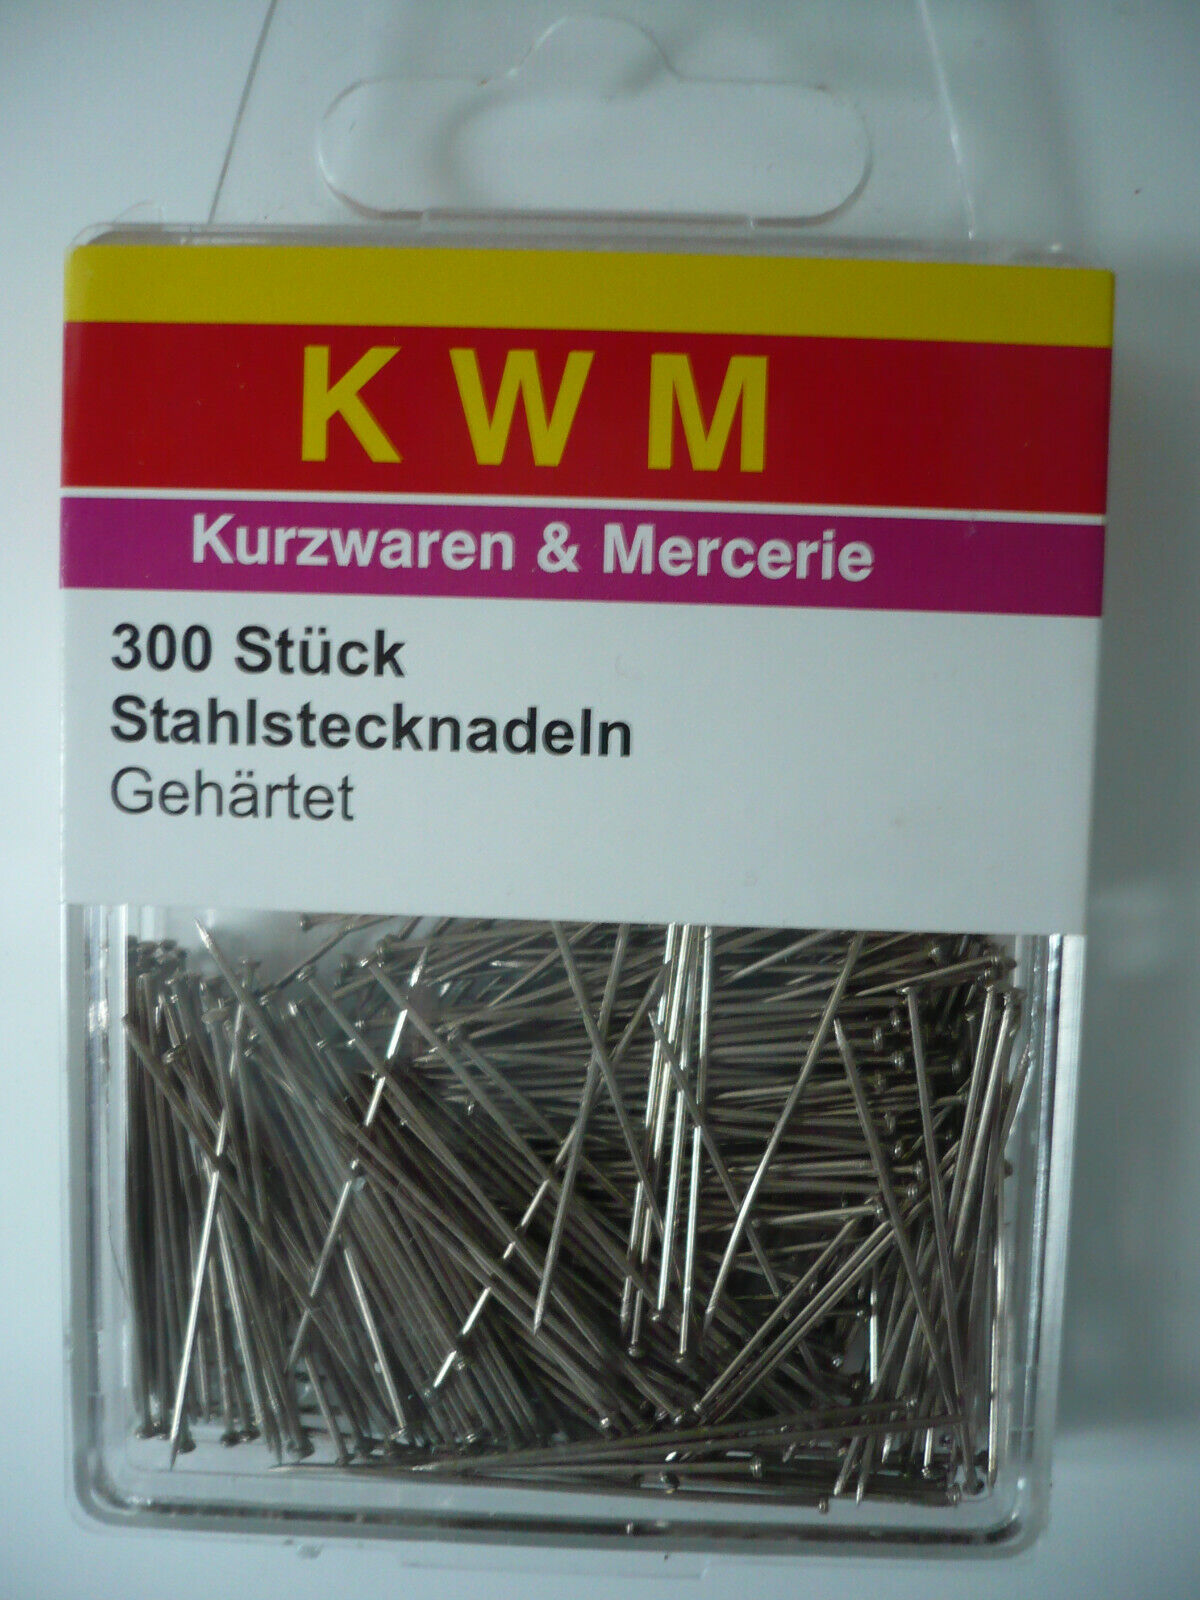 K W M
Kurzwaren & Mercerie
300 Stück
Stahlstecknadeln
Gehärtet